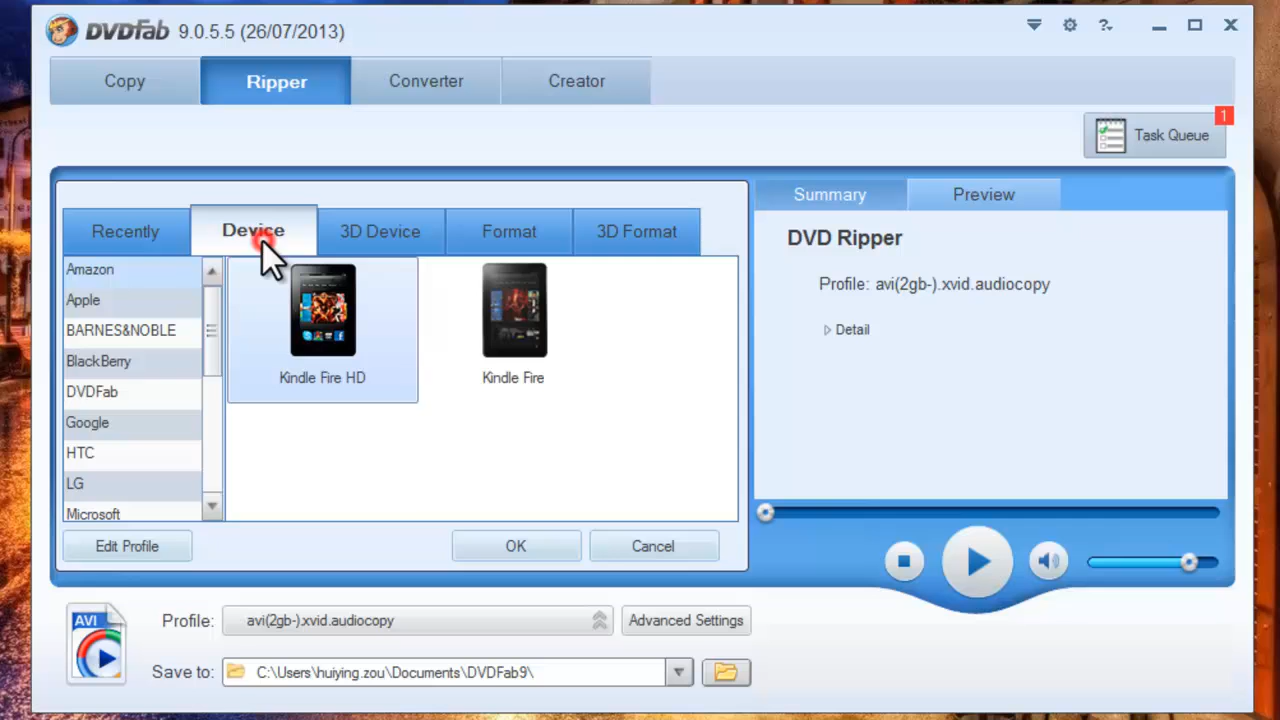 DVDFab 9.0.5.5 (26/07/2013)
Copy
Ripper
Converter
Creator
1
Task Queue
Recently
Device
3D Device
Format
3D Format
Summary
Preview
Amazon
Apple
BARNES&NOBLE
BlackBerry
DVDFab
Google
HTC
LG
Microsoft
Kindle Fire HD
Kindle Fire
DVD Ripper
Profile: avi(2gb-).xvid.audiocopy
Detail
Edit Profile
OK
Cancel
AVI
Profile:
avi(2gb-).xvid.audiocopy
Advanced Settings
Save to:
C:\Users\huiying.zou\Documents\DVDFab9\